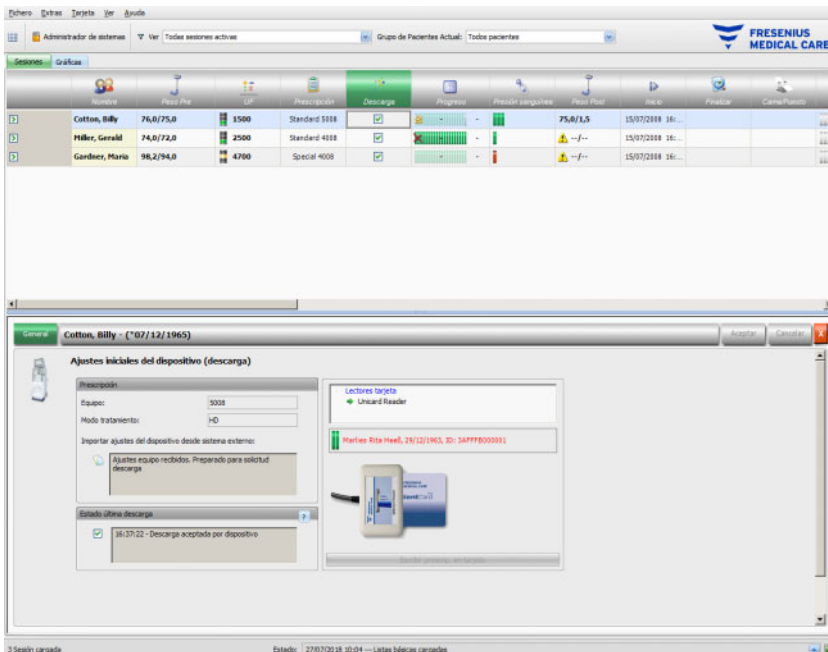 Fichero Extras Tarjeta Ver Ayuda
Administrador de sistemas Ver Todas sesiones activas Grupo de Pacientes Actual: Todos pacientes
FRESENIUS
MEDICAL CARE
Sesiones Gráficas
Nombre Peso Pre UF Prescripción Descarga Progreso Presión sanguínea Peso Post Inicio Finalizar Cama/Puesto
Cotton, Billy 76,0/75,0 1500 Standard 5008 - - 75,0/1,5 15/07/2008 16:...
Miller, Gerald 74,0/72,0 2500 Standard 4008 - - --/-- 15/07/2008 16:...
Gardner, Maria 98,2/94,0 4700 Special 4008 - - --/-- 15/07/2008 16:...
General Cotton, Billy - (*07/12/1965) Aceptar Cancelar X
Ajustes iniciales del dispositivo (descarga)
Prescripción
Equipo: 5008
Modo tratamiento: HD
Importar ajustes del dispositivo desde sistema externo:
Ajustes equipo recibidos. Preparado para solicitud
descarga
Estado última descarga ?
16:37:22 - Descarga aceptada por dispositivo
Lectores tarjeta
Unicard Reader
Marlies Rita Heeß, 29/12/1963, ID: 3AFFFB000001
FRESENIUS
MEDICAL CARE
3 Sesión cargada Estado: 27/07/2018 10:04 --- Listas básicas cargadas